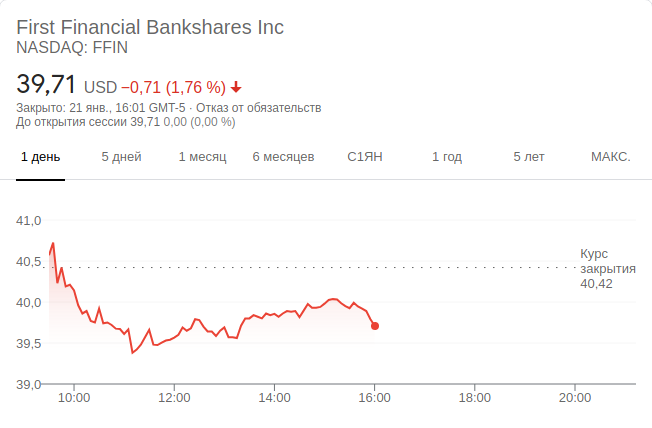 First Financial Bankshares Inc
NASDAQ: FFIN
39,71 USD −0,71 (1,76 %)
Закрыто: 21 янв., 16:01 GMT-5 · Отказ от обязательств
До открытия сессии 39,71 0,00 (0,00 %)
1 день 5 дней 1 месяц 6 месяцев С1ЯН 1 год 5 лет МАКС.
41,0
40,5
40,0
39,5
39,0
Курс
закрытия
40,42
10:00 12:00 14:00 16:00 18:00 20:00